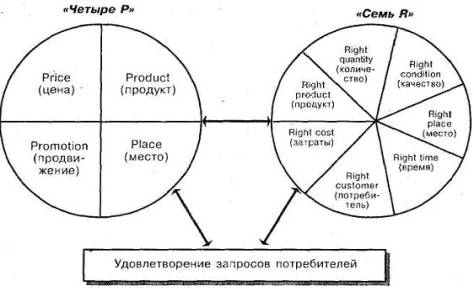 «Четыре P»
«Семь R»
Price
(цена)
Product
(продукт)
Promotion
(продви-
жение)
Place
(место)
Right
quantity
(количе-
ство)
Right
condition
(качество)
Right
product
(продукт)
Right
place
(место)
Right cost
(затраты)
Right time
(время)
Right
customer
(потреби-
тель)
Удовлетворение запросов потребителей